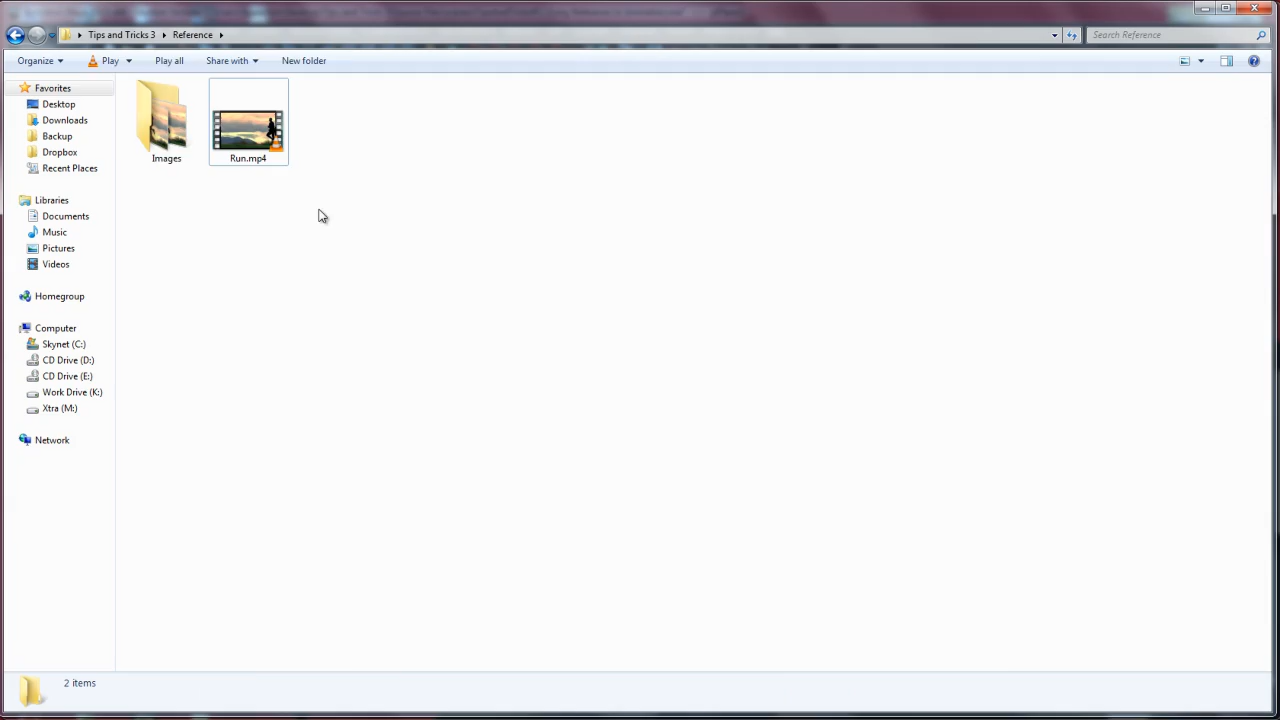 Tips and Tricks 3 Reference
Search Reference
Organize Play Play all Share with New folder
Favorites
Desktop
Downloads
Backup
Dropbox
Recent Places
Libraries
Documents
Music
Pictures
Videos
Homegroup
Computer
Skynet (C:)
CD Drive (D:)
CD Drive (E:)
Work Drive (K:)
Xtra (M:)
Network
Images
Run.mp4
2 items